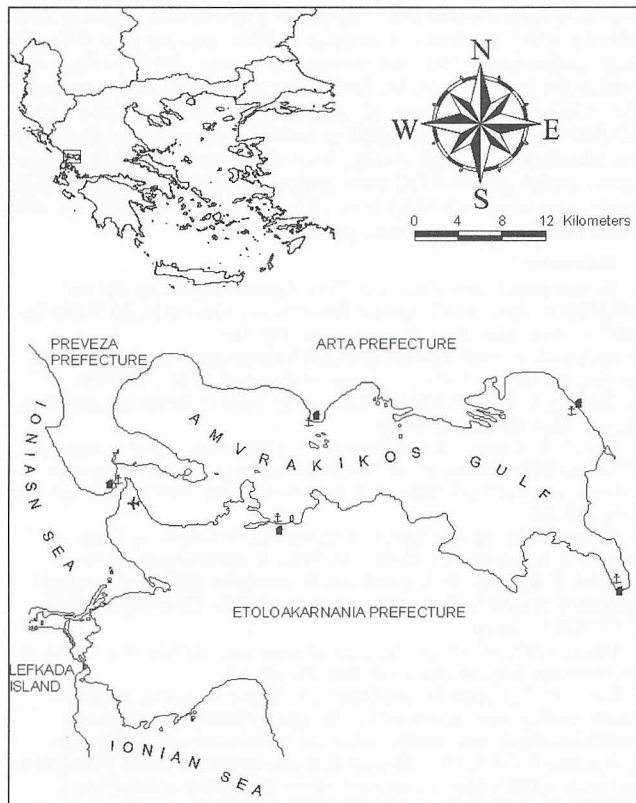 N
W E
S
0 4 8 12 Kilometers
PREVEZA
PREFECTURE
ARTA PREFECTURE
IONIASN SEA
AMVRAKIKOS GULF
ETOLOAKARNANIA PREFECTURE
LEFKADA
ISLAND
IONIAN SEA